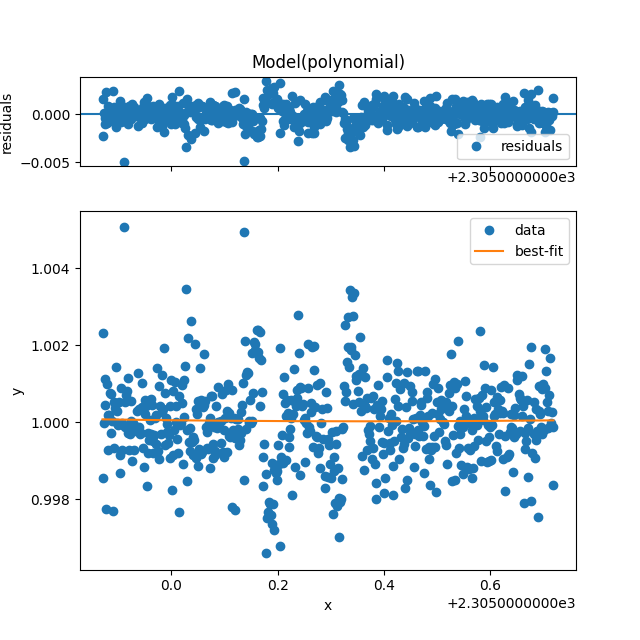 Model(polynomial)
residuals
0.000
−0.005
residuals
+2.3050000000e3
y
1.004
1.002
1.000
0.998
data
best-fit
0.0
0.2
0.4
0.6
x
+2.3050000000e3